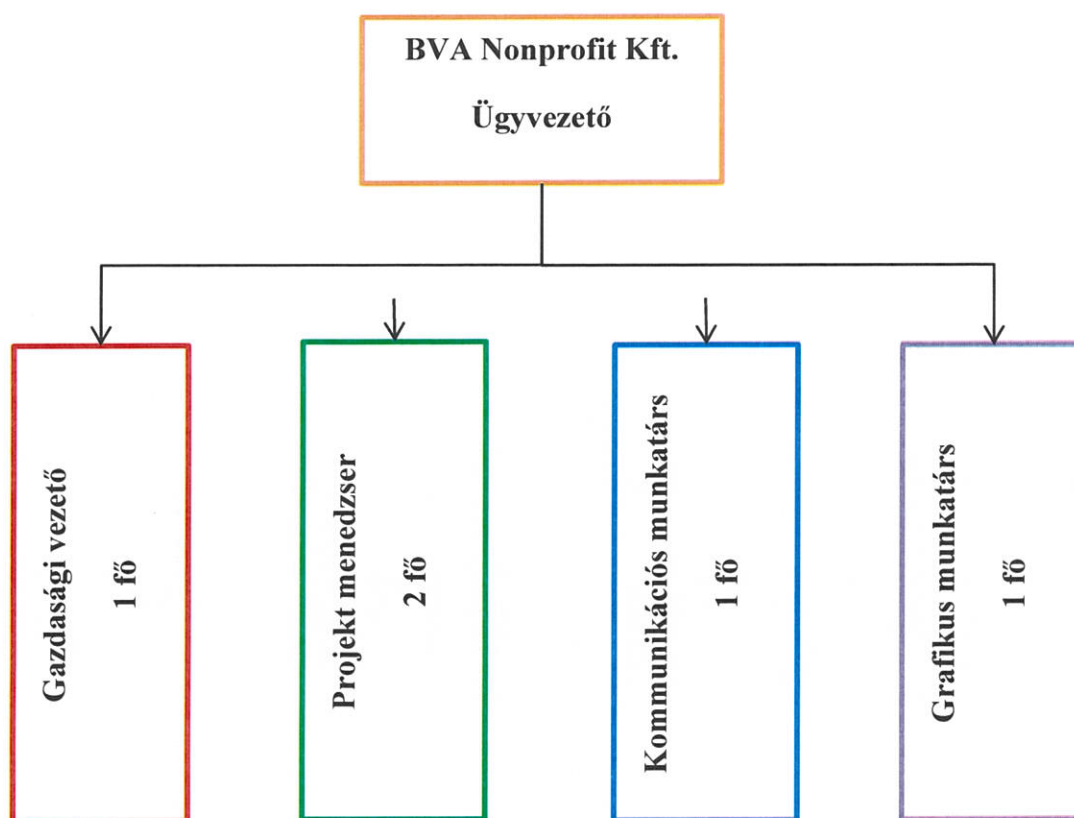 BVA Nonprofit Kft.
Ügyvezető
Gazdasági vezető
1 fő
Projekt menedzser
2 fő
Kommunikációs munkatárs
1 fő
Grafikus munkatárs
1 fő